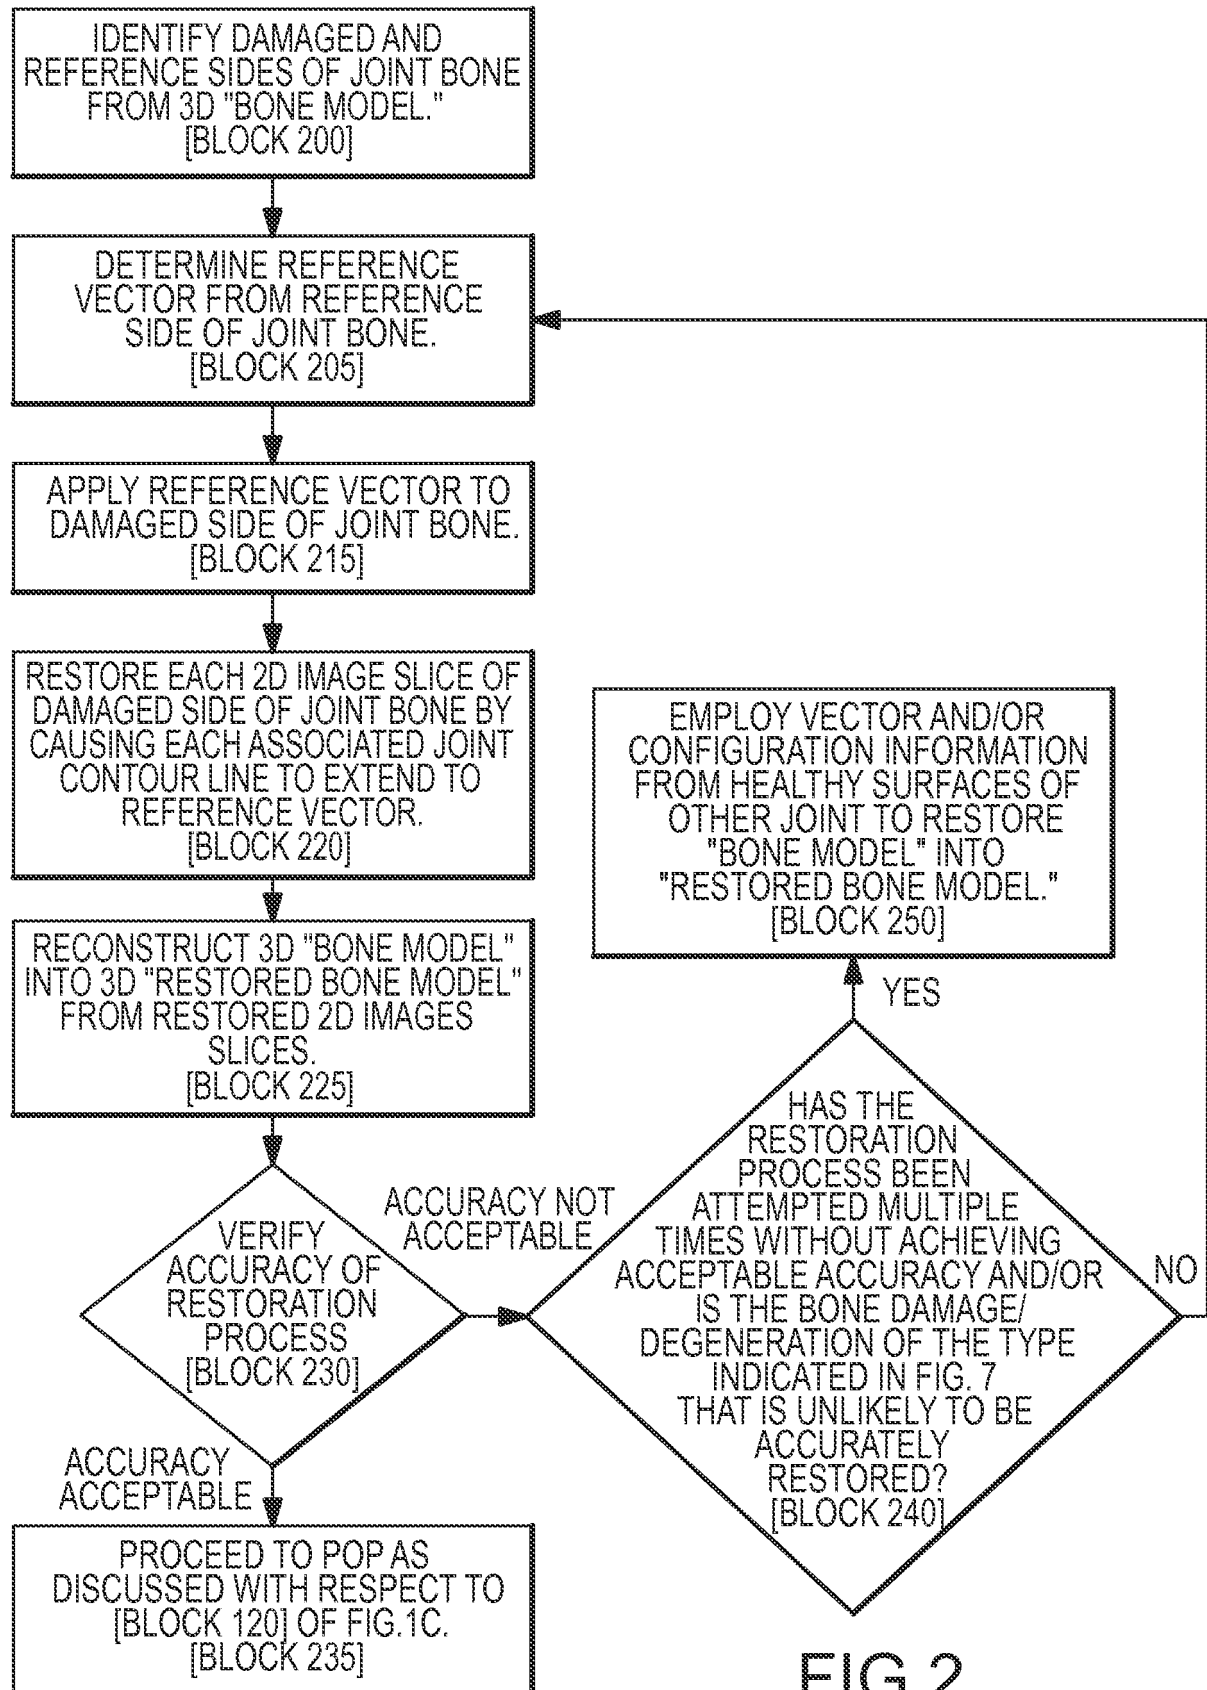 IDENTIFY DAMAGED AND
REFERENCE SIDES OF JOINT BONE
FROM 3D "BONE MODEL."
[BLOCK 200]
DETERMINE REFERENCE
VECTOR FROM REFERENCE
SIDE OF JOINT BONE.
[BLOCK 205]
APPLY REFERENCE VECTOR TO
DAMAGED SIDE OF JOINT BONE.
[BLOCK 215]
RESTORE EACH 2D IMAGE SLICE OF
DAMAGED SIDE OF JOINT BONE BY
CAUSING EACH ASSOCIATED JOINT
CONTOUR LINE TO EXTEND TO
REFERENCE VECTOR.
[BLOCK 220]
RECONSTRUCT 3D "BONE MODEL"
INTO 3D "RESTORED BONE MODEL"
FROM RESTORED 2D IMAGES
SLICES.
[BLOCK 225]
VERIFY
ACCURACY OF
RESTORATION
PROCESS
[BLOCK 230]
ACCURACY NOT
ACCEPTABLE
ACCURACY
ACCEPTABLE
PROCEED TO POP AS
DISCUSSED WITH RESPECT TO
[BLOCK 120] OF FIG.1C.
[BLOCK 235]
EMPLOY VECTOR AND/OR
CONFIGURATION INFORMATION
FROM HEALTHY SURFACES OF
OTHER JOINT TO RESTORE
"BONE MODEL" INTO
"RESTORED BONE MODEL."
[BLOCK 250]
YES
HAS THE
RESTORATION
PROCESS BEEN
ATTEMPTED MULTIPLE
TIMES WITHOUT ACHIEVING
ACCEPTABLE ACCURACY AND/OR
IS THE BONE DAMAGE/
DEGENERATION OF THE TYPE
INDICATED IN FIG. 7
THAT IS UNLIKELY TO BE
ACCURATELY
RESTORED?
[BLOCK 240]
NO
FIG.2